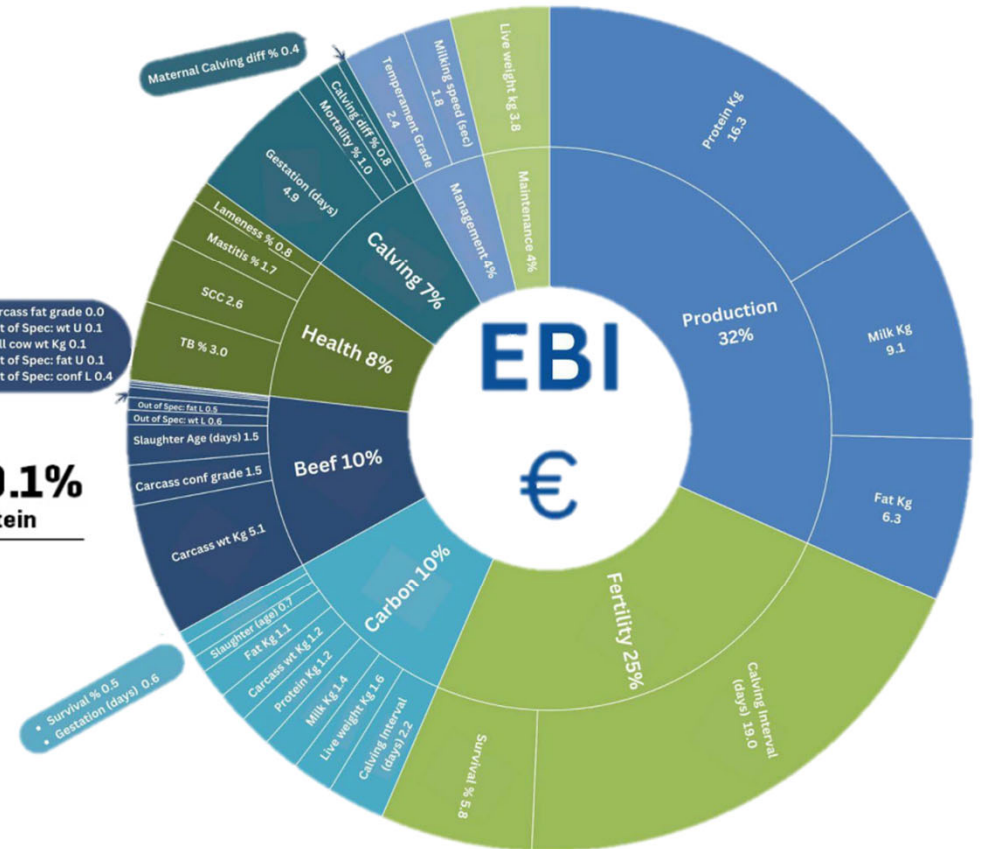 EBI
€
Production
32%
Protein Kg
16.3
Milk Kg
9.1
Fat Kg
6.3
Fertility 25%
Calving Interval
(days) 19.0
Survival % 5.8
Carbon 10%
Calving Interval
(days) 2.2
Live weight Kg 1.6
Milk Kg 1.4
Protein Kg 1.2
Carcass wt Kg 1.2
Fat Kg 1.1
Slaughter (age) 0.7
• Survival % 0.5
• Gestation (days) 0.6
Beef 10%
Carcass wt Kg 5.1
Carcass conf grade 1.5
Slaughter Age (days) 1.5
Out of Spec: wt L 0.6
Out of Spec: fat L 0.5
rcass fat grade 0.0
t of Spec: wt U 0.1
ll cow wt Kg 0.1
t of Spec: fat U 0.1
t of Spec: conf L 0.4
Health 8%
TB % 3.0
SCC 2.6
Mastitis % 1.7
Lameness % 0.8
Calving 7%
Gestation (days)
4.9
Mortality % 1.0
Calving diff % 0.8
Maternal Calving diff % 0.4
Management 4%
Temperament Grade
2.4
Milking speed (sec)
1.8
Maintenance 4%
Live weight kg 3.8
0.1%
tein